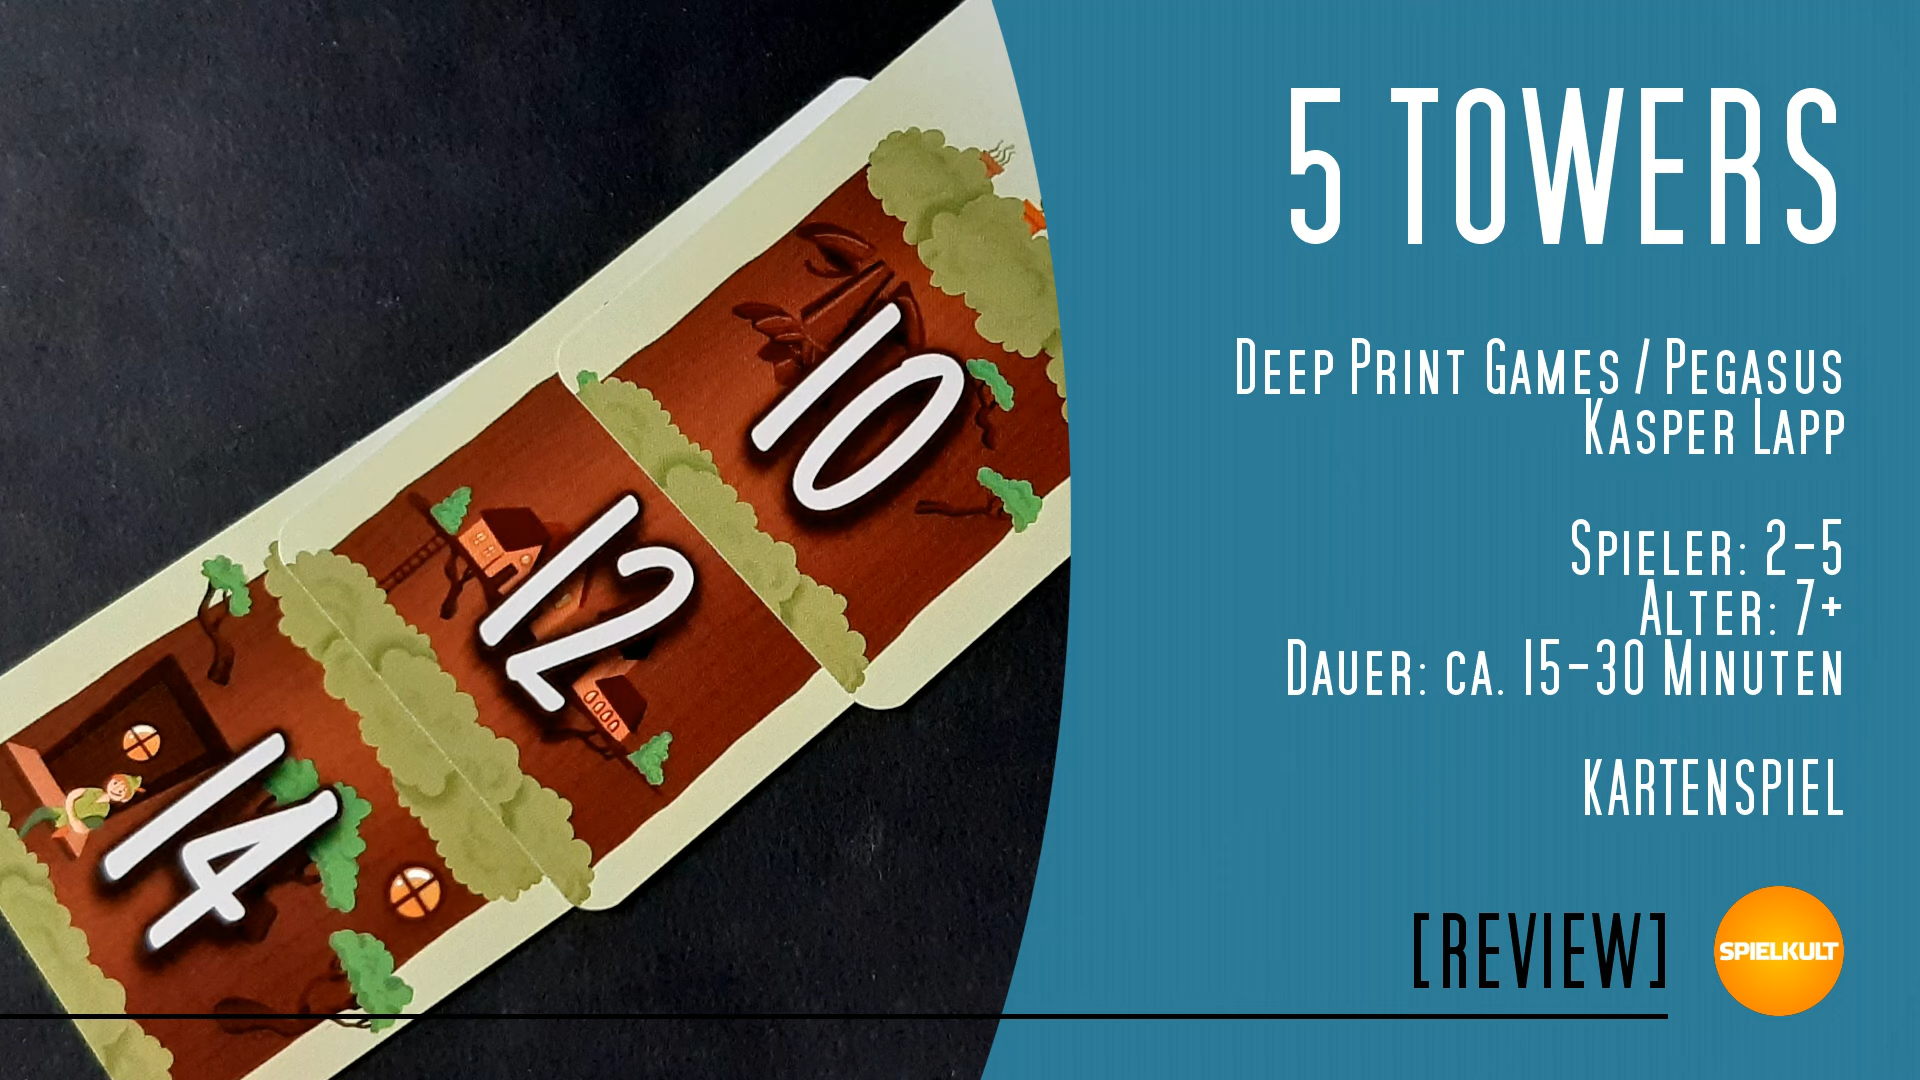 5 TOWERS
DEEP PRINT GAMES / PEGASUS
KASPER LAPP
SPIELER: 2-5
ALTER: 7+
DAUER: CA. 15-30 MINUTEN
KARTENSPIEL
[REVIEW]
SPIELKULT
10
12
14